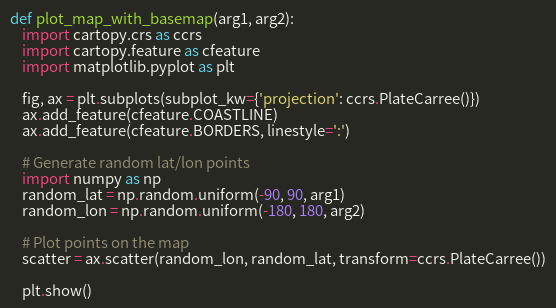 def plot_map_with_basemap(arg1, arg2):
    import cartopy.crs as ccrs
    import cartopy.feature as cfeature
    import matplotlib.pyplot as plt

    fig, ax = plt.subplots(subplot_kw={'projection': ccrs.PlateCarree()})
    ax.add_feature(cfeature.COASTLINE)
    ax.add_feature(cfeature.BORDERS, linestyle=':')

    # Generate random lat/lon points
    import numpy as np
    random_lat = np.random.uniform(-90, 90, arg1)
    random_lon = np.random.uniform(-180, 180, arg2)

    # Plot points on the map
    scatter = ax.scatter(random_lon, random_lat, transform=ccrs.PlateCarree())

    plt.show()